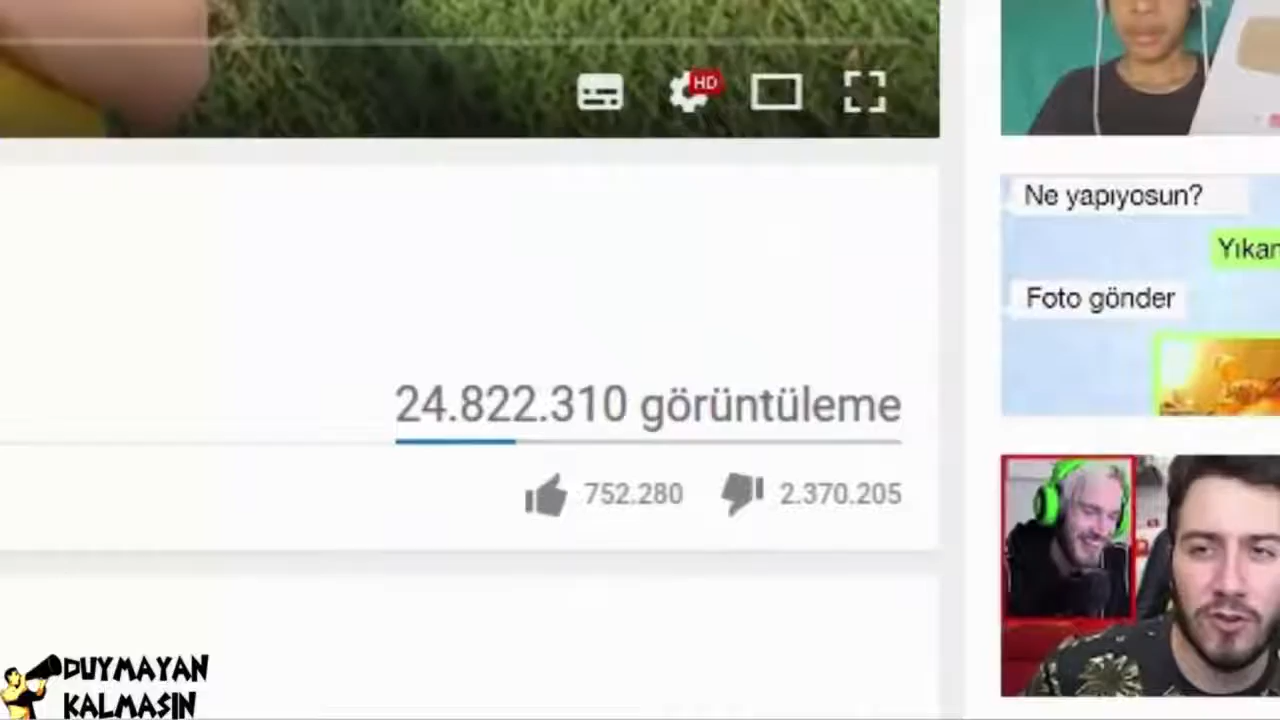 HD
Ne yapıyosun?
Foto gönder
24.822.310 görüntüleme
752.280 2.370.205
DUYMAYAN
KALMASIN